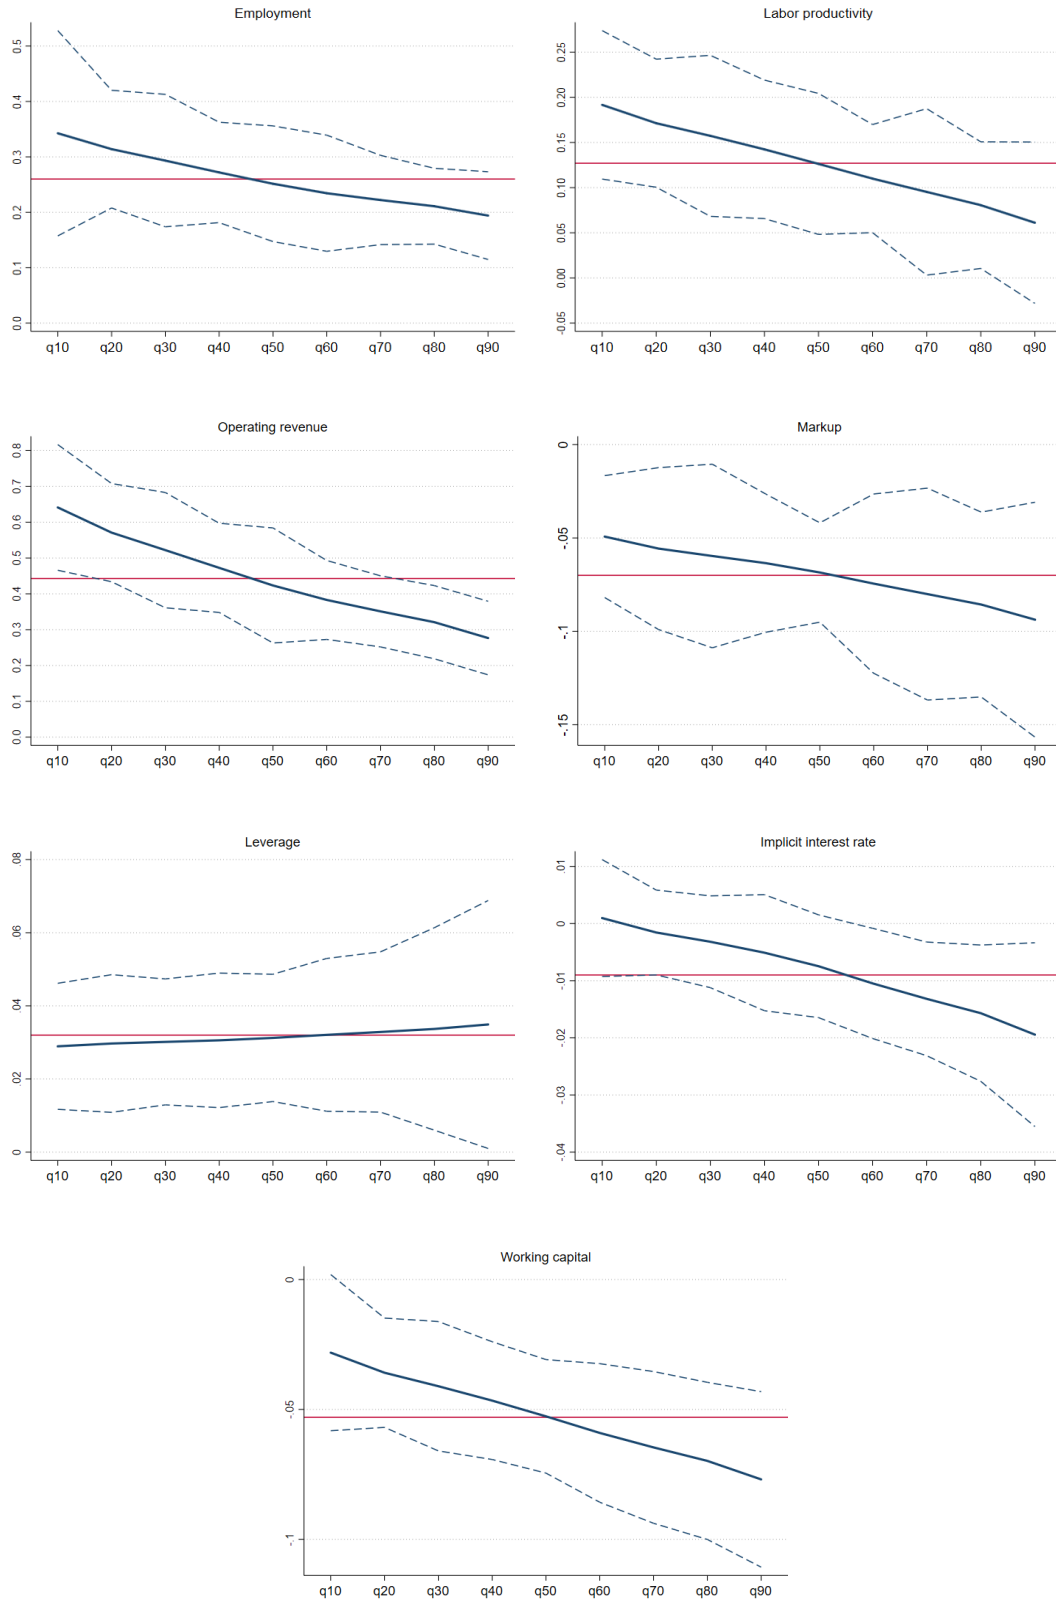 Employment
0.5
0.4
0.3
0.2
0.1
0.0
q10 q20 q30 q40 q50 q60 q70 q80 q90
Labor productivity
0.25
0.20
0.15
0.10
0.05
0.00
-0.05
q10 q20 q30 q40 q50 q60 q70 q80 q90
Operating revenue
0.8
0.7
0.6
0.5
0.4
0.3
0.2
0.1
0.0
q10 q20 q30 q40 q50 q60 q70 q80 q90
Markup
0
-.05
-.1
-.15
q10 q20 q30 q40 q50 q60 q70 q80 q90
Leverage
.08
.06
.04
.02
0
q10 q20 q30 q40 q50 q60 q70 q80 q90
Implicit interest rate
.01
0
-.01
-.02
-.03
-.04
q10 q20 q30 q40 q50 q60 q70 q80 q90
Working capital
0
-.05
-.1
q10 q20 q30 q40 q50 q60 q70 q80 q90